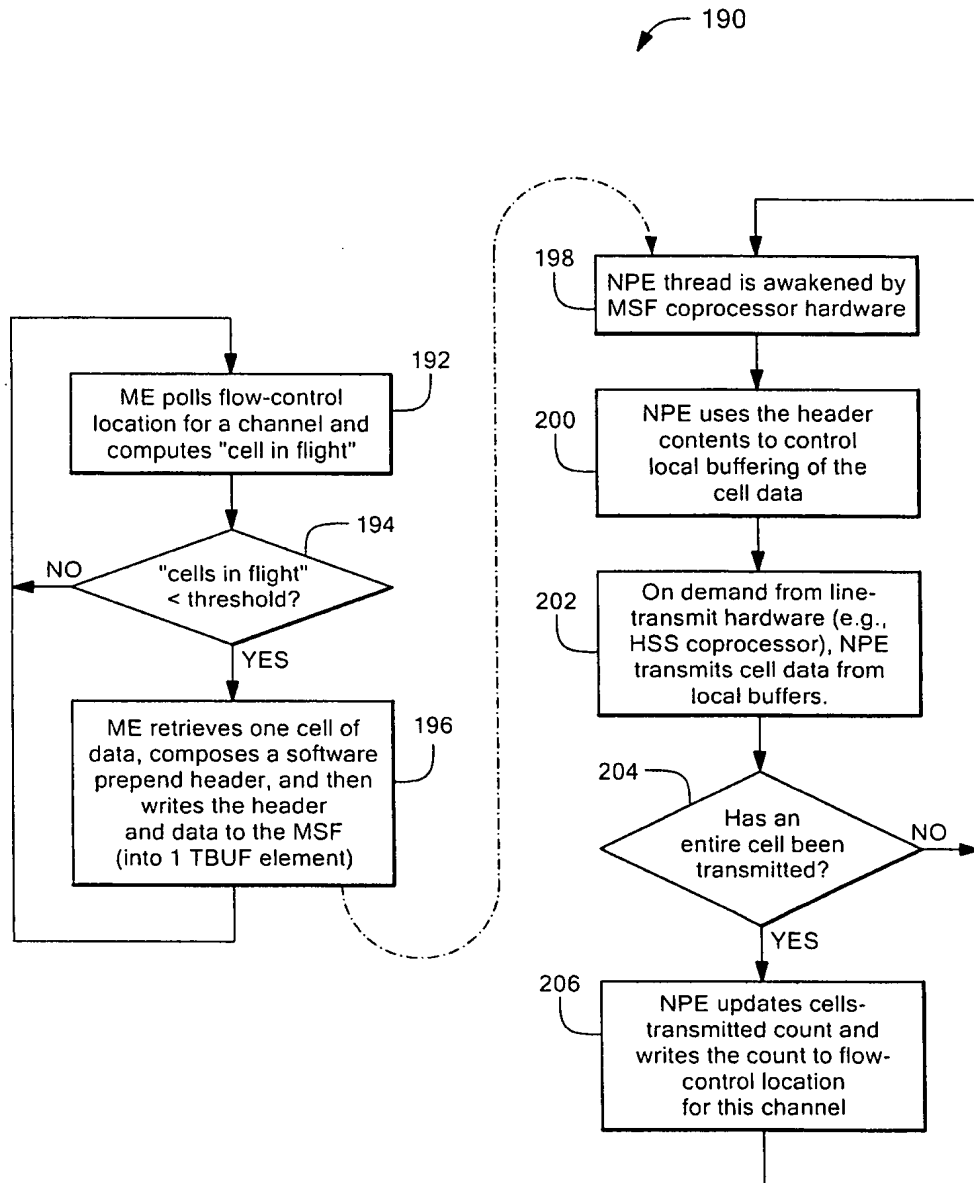 190
192
ME polls flow-control
location for a channel and
computes "cell in flight"
194
"cells in flight"
< threshold?
NO
YES
196
ME retrieves one cell of
data, composes a software
prepend header, and then
writes the header
and data to the MSF
(into 1 TBUF element)
198
NPE thread is awakened by
MSF coprocessor hardware
200
NPE uses the header
contents to control
local buffering of the
cell data
202
On demand from line-
transmit hardware (e.g.,
HSS coprocessor), NPE
transmits cell data from
local buffers.
204
Has an
entire cell been
transmitted?
NO
YES
206
NPE updates cells-
transmitted count and
writes the count to flow-
control location
for this channel